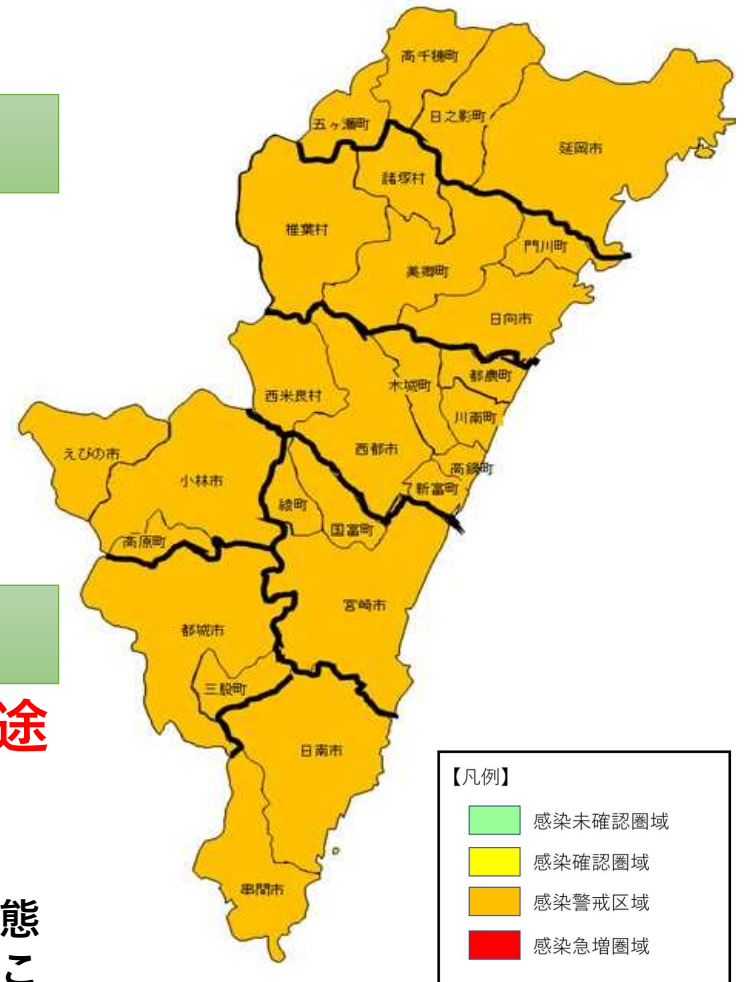 高千穂町
日之影町
五ヶ瀬町
延岡市
諸塚村
椎葉村
門川町
美郷町
日向市
都農町
木城町
西米良村
川南町
西都市
えびの市
高鍋町
小林市
新富町
綾町
国富町
高原町
宮崎市
都城市
三股町
途
日南市
【凡例】
感染未確認圏域
感染確認圏域
串間市
感染警戒区域
態
感染急増圏域
こ